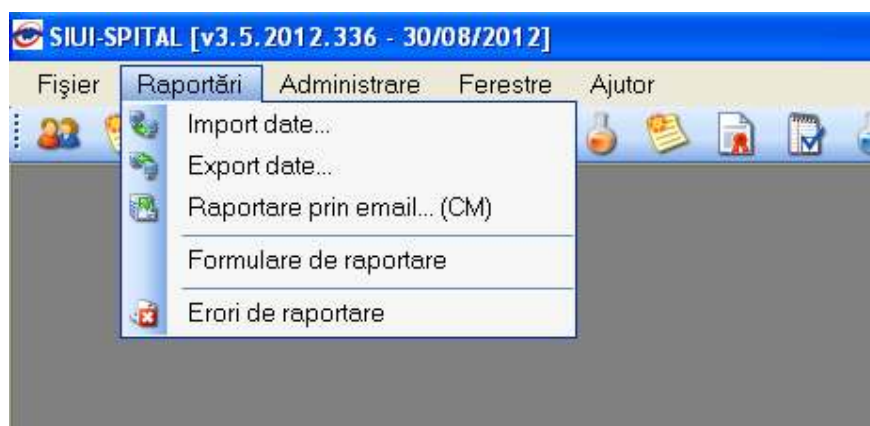 SIUI-SPITAL [v3.5.2012.336 - 30/08/2012]
Fişier Raportări Administrare Ferestre Ajutor
Import date...
Export date...
Raportare prin email... (CM)
Formulare de raportare
Erori de raportare